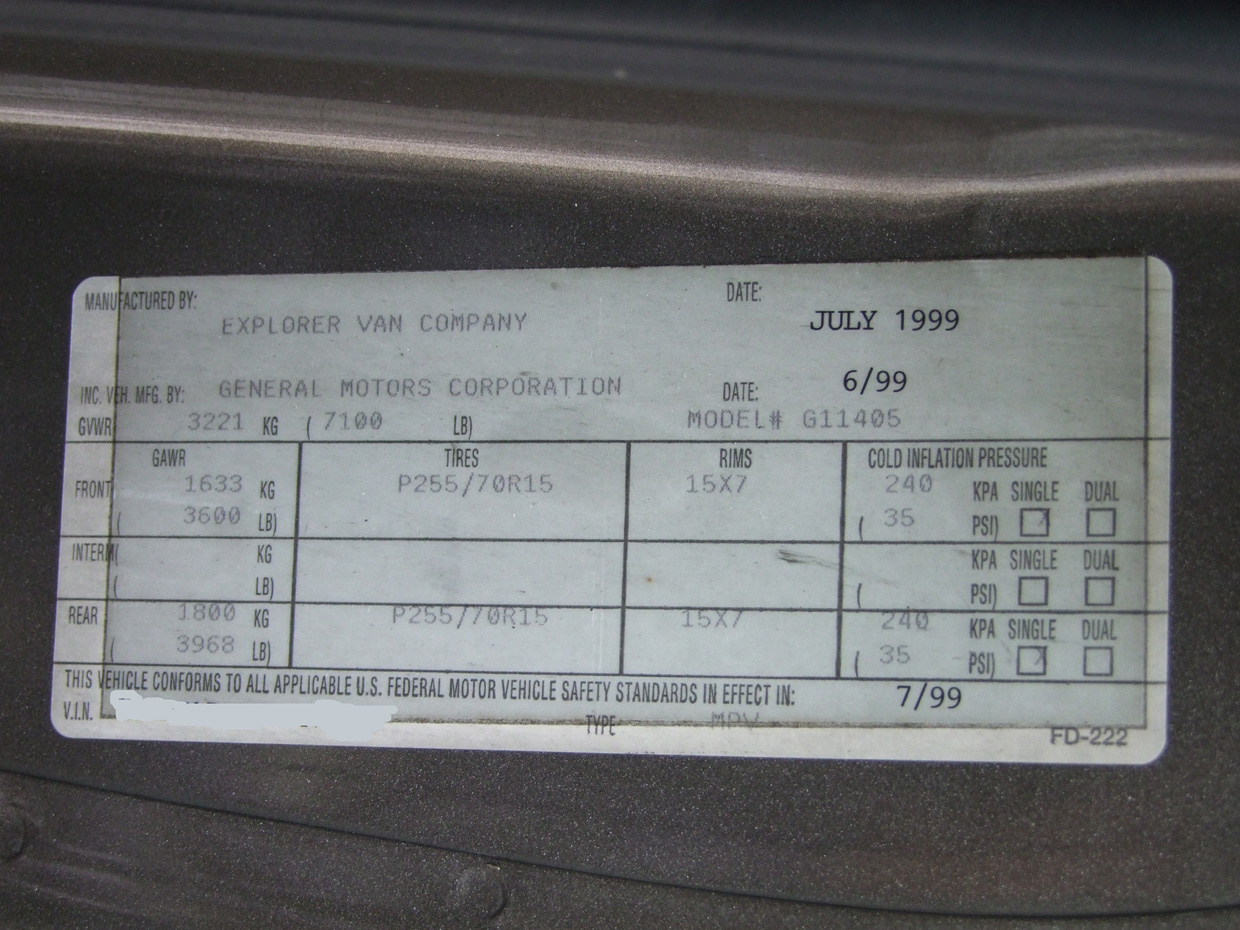 MANUFACTURED BY: DATE:
EXPLORER VAN COMPANY JULY 1999
INC. VEH. MFG. BY: GENERAL MOTORS CORPORATION DATE: 6/99
GVWR 3221 KG ( 7100 LB) MODEL# G11405
GAWR TIRES RIMS COLD INFLATION PRESSURE
FRONT 1633 KG P255/70R15 15X7 240 KPA SINGLE DUAL
( 3600 LB) ( 35 PSI)
INTERM( KG KPA SINGLE DUAL
( LB) ( PSI)
REAR 1800 KG P255/70R15 15X7 240 KPA SINGLE DUAL
( 3968 LB) ( 35 PSI)
THIS VEHICLE CONFORMS TO ALL APPLICABLE U.S. FEDERAL MOTOR VEHICLE SAFETY STANDARDS IN EFFECT IN: 7/99
V.I.N. TYPE MPV
FD-222